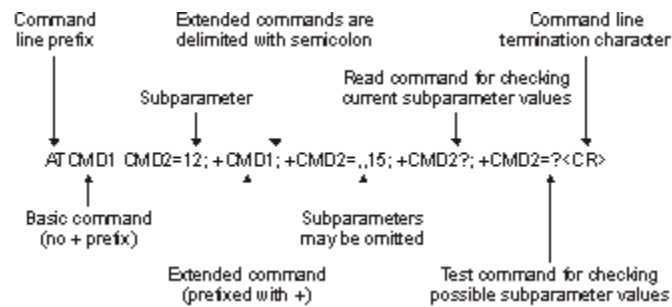 Command
line prefix
Extended commands are
delimited with semicolon
Command line
termination character
Read command for checking
current subparameter values
Subparameter
ATCMD1 CMD2=12; +CMD1; +CMD2=,,15; +CMD2?; +CMD2=?<CR>
Basic command
(no + prefix)
Subparameters
may be omitted
Extended command
(prefixed with +)
Test command for checking
possible subparameter values